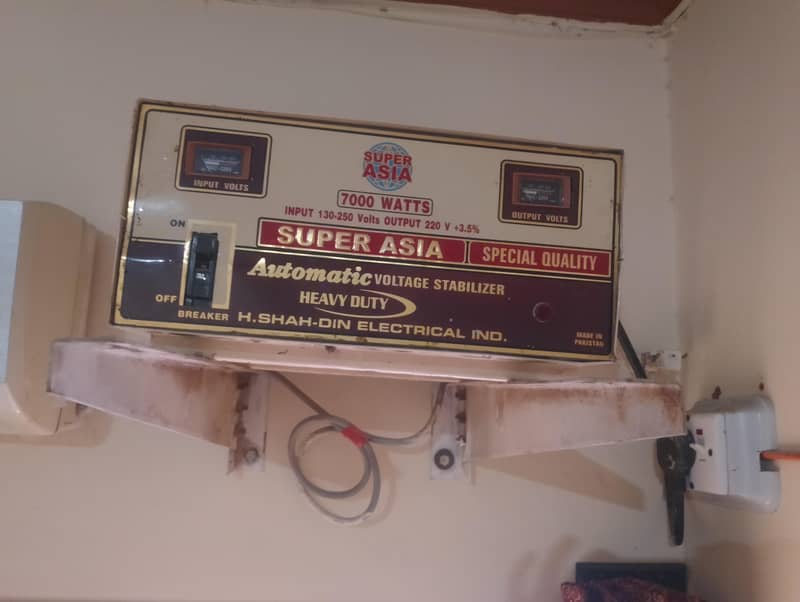 INPUT VOLTS
SUPER
ASIA
OUTPUT VOLTS
7000 WATTS
INPUT 130-250 Volts OUTPUT 220 V +3.5%
SUPER ASIA
SPECIAL QUALITY
ON
OFF
BREAKER
Automatic VOLTAGE STABILIZER
HEAVY DUTY
H.SHAH-DIN ELECTRICAL IND.
MADE IN
PAKISTAN